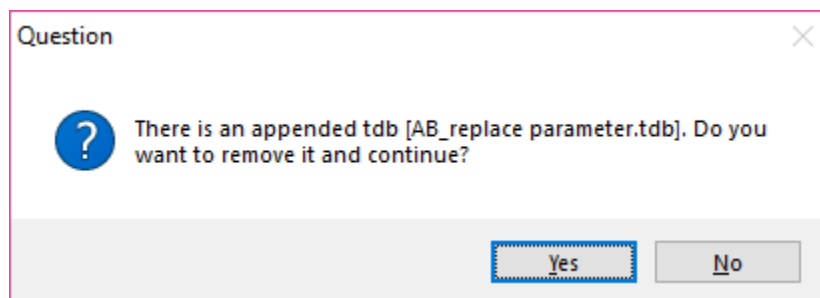 Question
There is an appended tdb [AB_replace parameter.tdb]. Do you
want to remove it and continue?
Yes
No